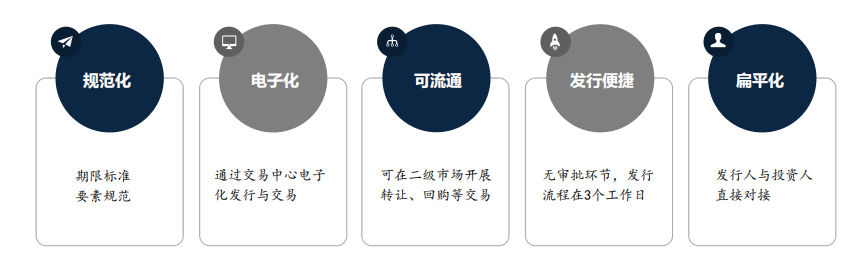 规范化
电子化
可流通
发行便捷
扁平化
期限标准
要素规范
通过交易中心电子
化发行与交易
可在二级市场开展
转让、回购等交易
无审批环节，发行
流程在3个工作日
发行人与投资人
直接对接